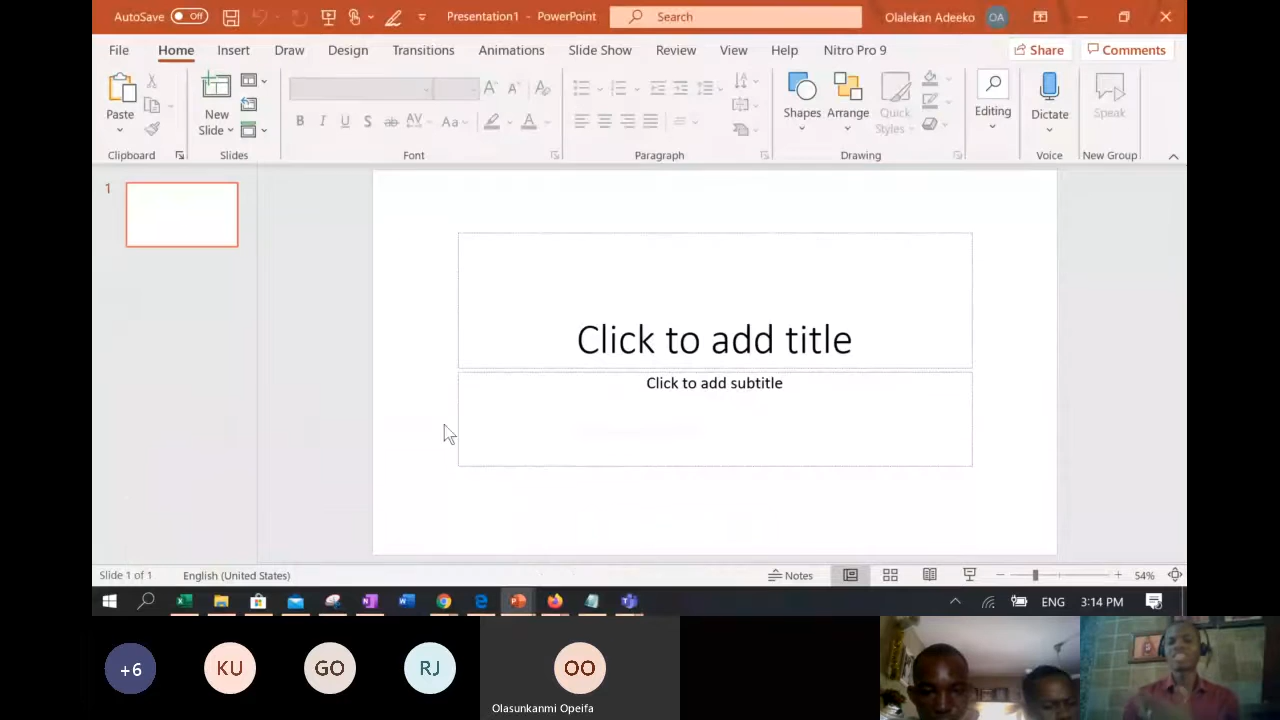 AutoSave Off Presentation1 - PowerPoint Search Olalekan Adeeko OA
File Home Insert Draw Design Transitions Animations Slide Show Review View Help Nitro Pro 9 Share Comments
Paste New Slide B I U S ab AV Aa A Shapes Arrange Quick Styles Editing Dictate Speak
Clipboard Slides Font Paragraph Drawing Voice New Group
1
Click to add title
Click to add subtitle
Slide 1 of 1 English (United States) Notes 54%
ENG 3:14 PM
+6 KU GO RJ OO
Olasunkanmi Opeifa